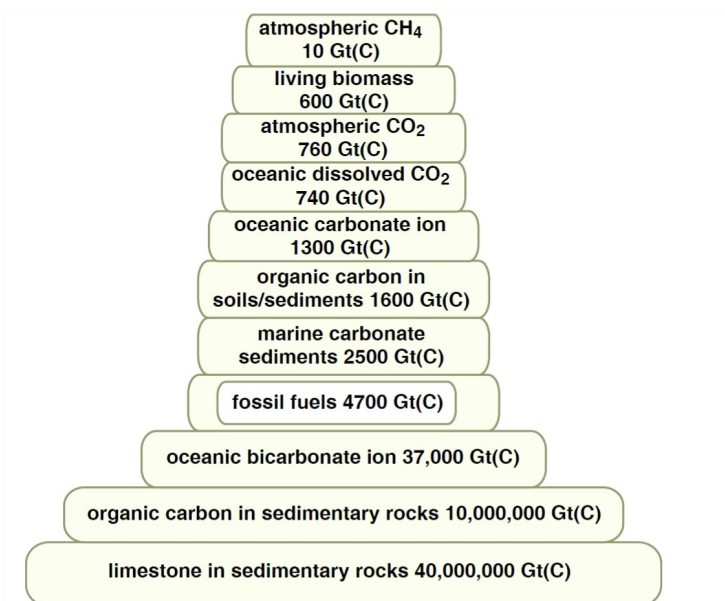 atmospheric CH4
10 Gt(C)
living biomass
600 Gt(C)
atmospheric CO2
760 Gt(C)
oceanic dissolved CO2
740 Gt(C)
oceanic carbonate ion
1300 Gt(C)
organic carbon in
soils/sediments 1600 Gt(C)
marine carbonate
sediments 2500 Gt(C)
fossil fuels 4700 Gt(C)
oceanic bicarbonate ion 37,000 Gt(C)
organic carbon in sedimentary rocks 10,000,000 Gt(C)
limestone in sedimentary rocks 40,000,000 Gt(C)